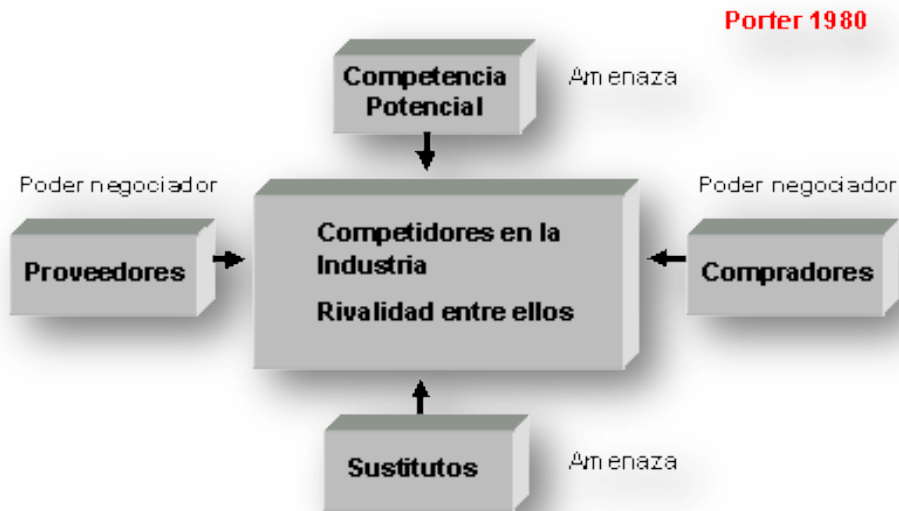 Porter 1980
Competencia
Potencial
Amenaza
Poder negociador
Poder negociador
Proveedores
Competidores en la
Industria
Rivalidad entre ellos
Compradores
Sustitutos
Amenaza